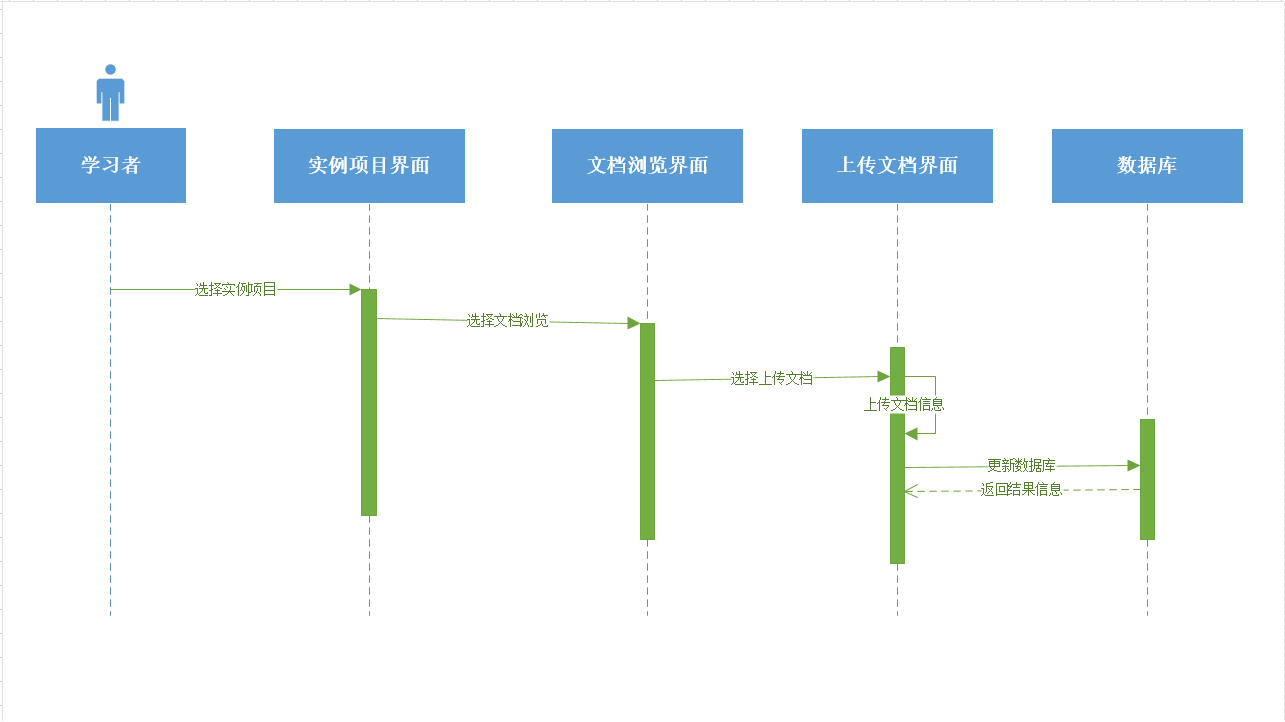 学习者
实例项目界面
文档浏览界面
上传文档界面
数据库
选择实例项目
选择文档浏览
选择上传文档
上传文档信息
更新数据库
返回结果信息